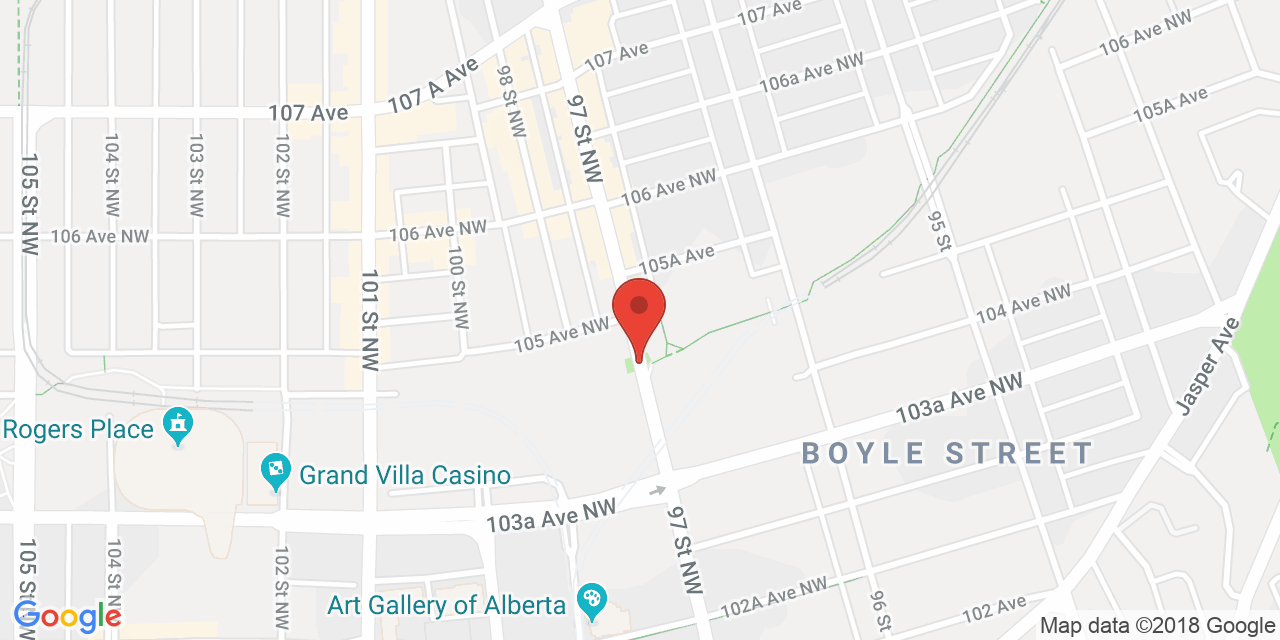 107 Ave
106 Ave NW
107 Ave
106a Ave NW
105A Ave
107 A Ave
98 St NW
97 St NW
107 Ave
105 St NW
104 St NW
103 St NW
102 St NW
106 Ave NW
95 St
106 Ave NW
106 Ave NW
100 St NW
105A Ave
101 St NW
104 Ave NW
105 Ave NW
Jasper Ave
103a Ave NW
Rogers Place
BOYLE STREET
Grand Villa Casino
103a Ave NW
97 St NW
105 St NW
104 St N
102 St NW
Art Gallery of Alberta
102A Ave NW
96 St
102 Ave
Google
Map data ©2018 Google